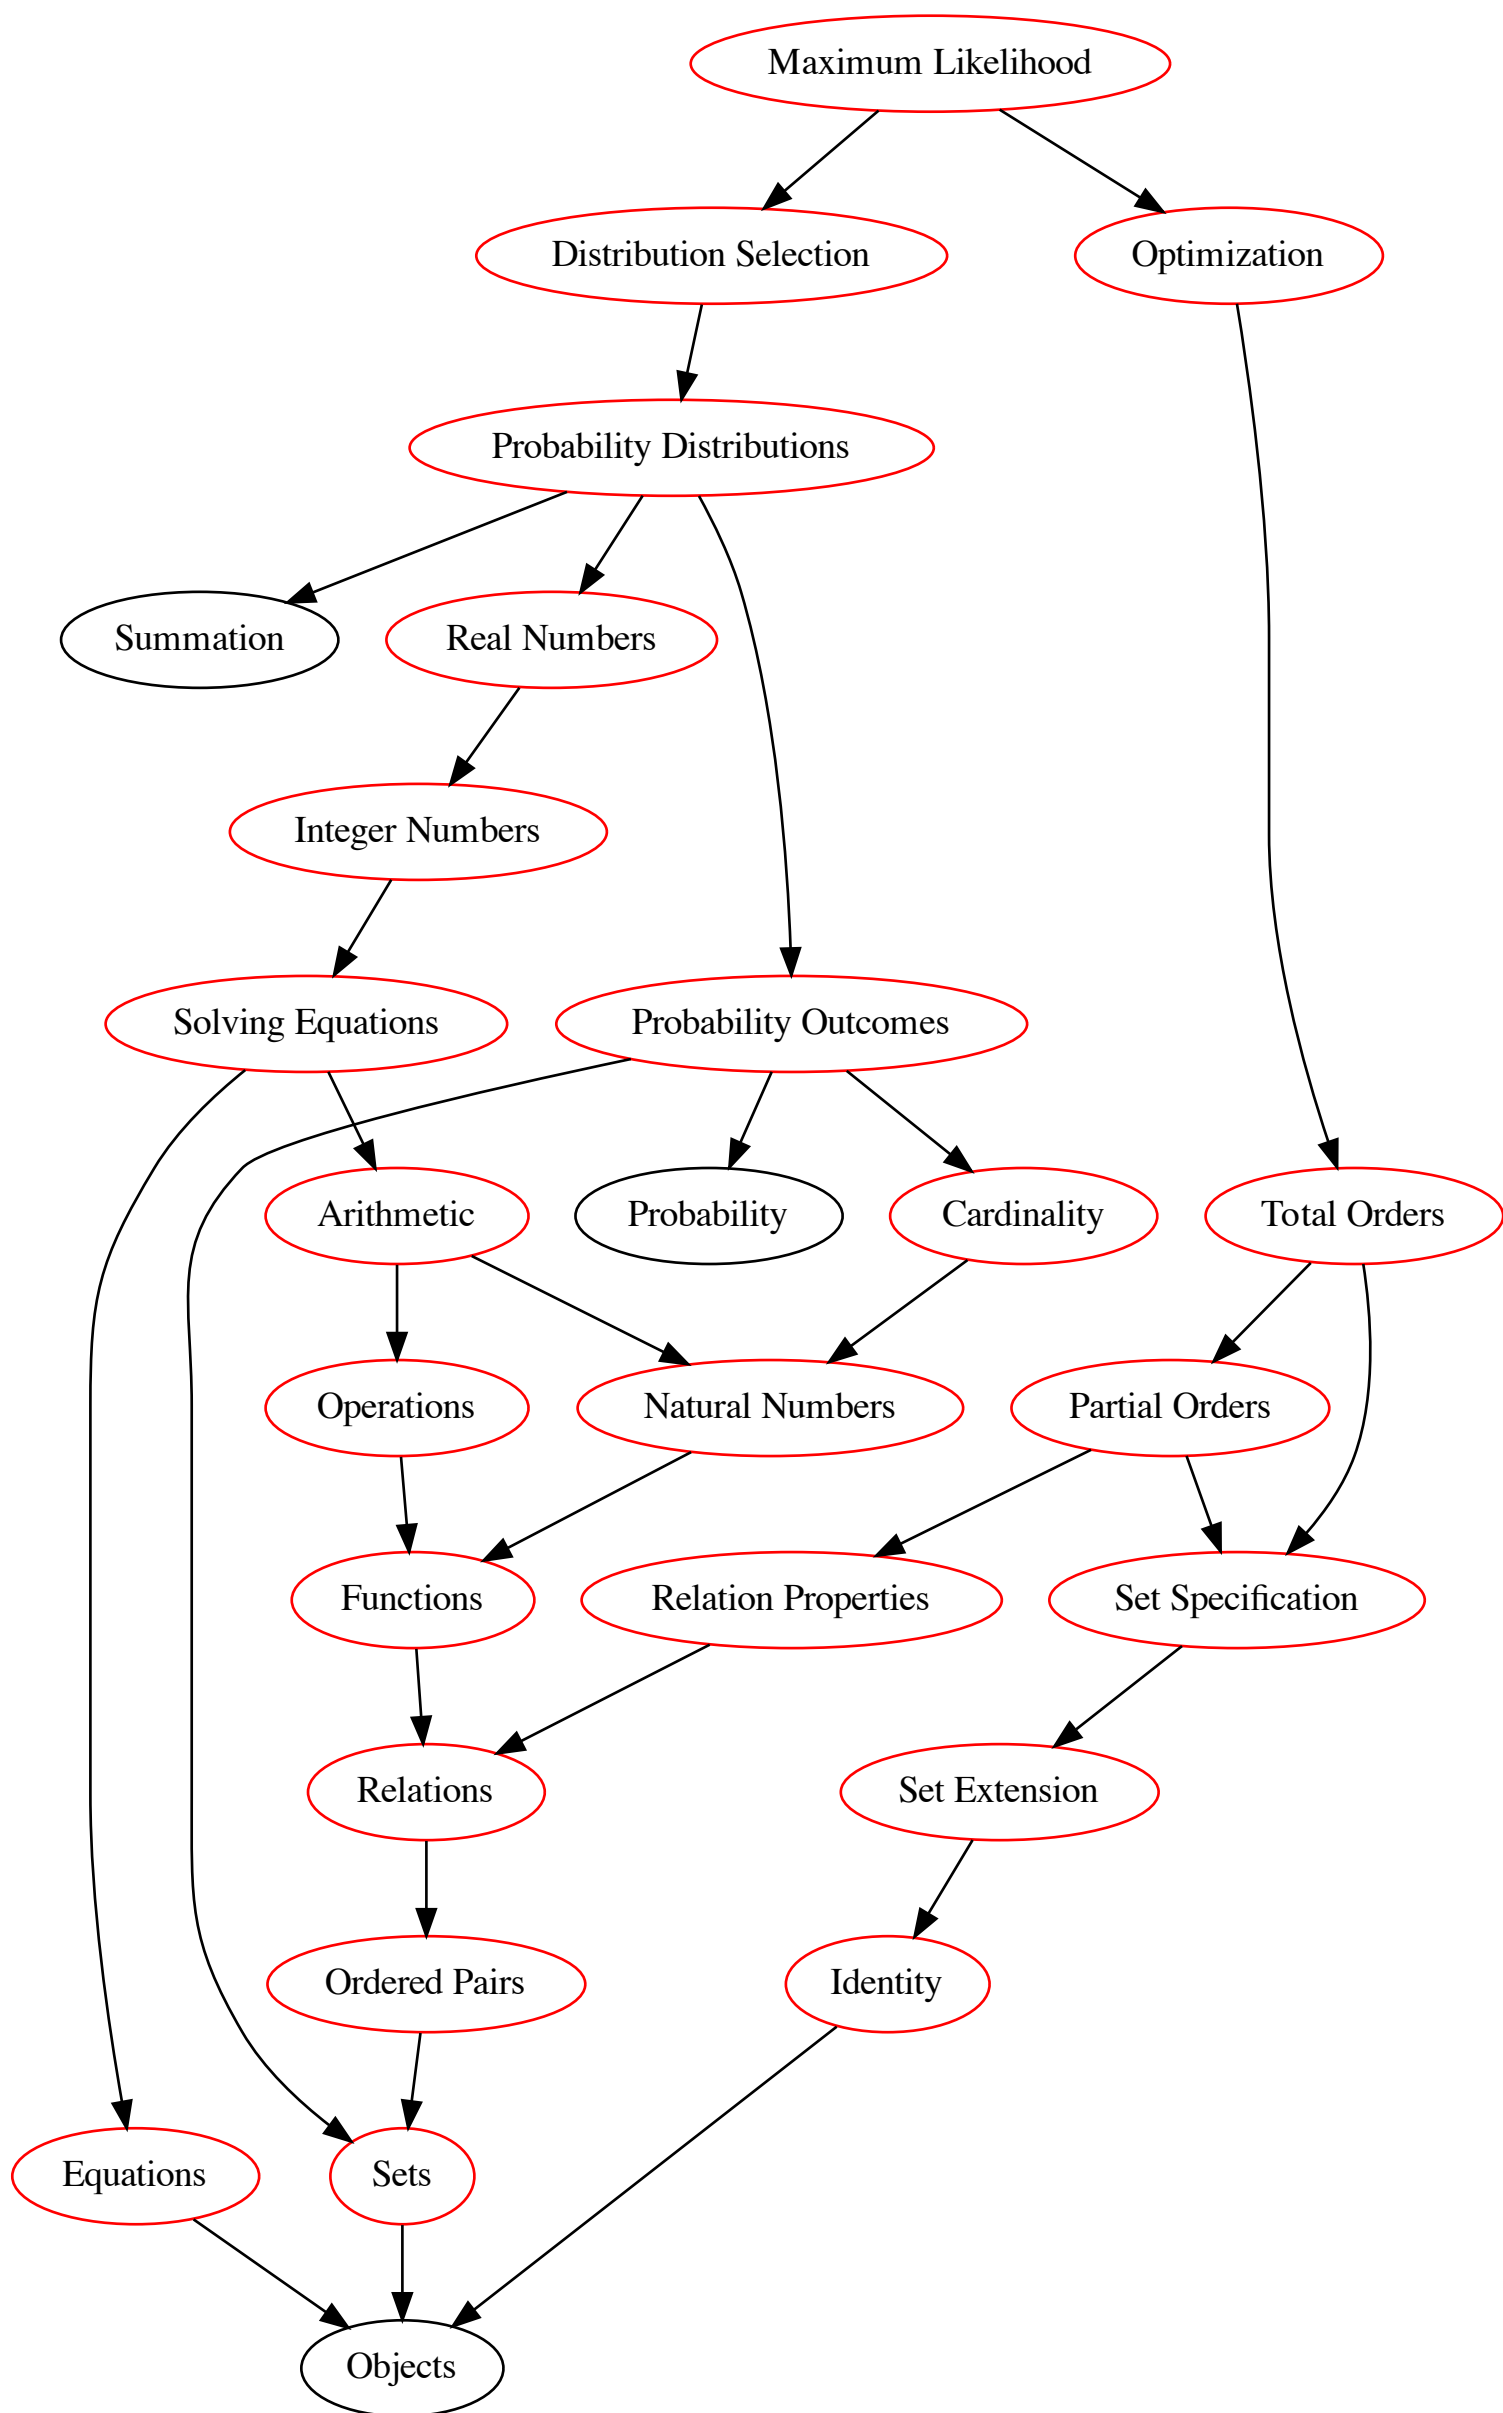 Maximum Likelihood
Distribution Selection
Optimization
Probability Distributions
Summation
Real Numbers
Integer Numbers
Solving Equations
Probability Outcomes
Arithmetic
Probability
Cardinality
Total Orders
Operations
Natural Numbers
Partial Orders
Functions
Relation Properties
Set Specification
Relations
Set Extension
Ordered Pairs
Identity
Equations
Sets
Objects